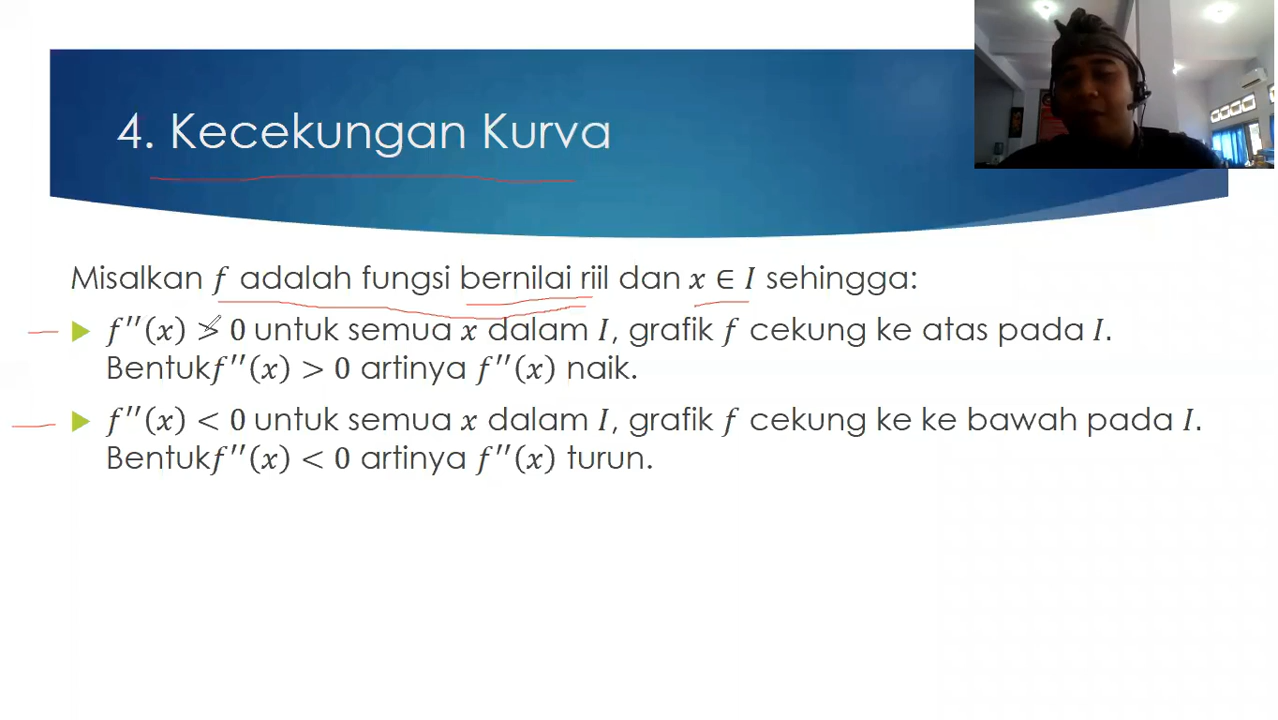 4. Kecekungan Kurva
Misalkan f adalah fungsi bernilai riil dan x ∈ I sehingga:
f′′(x) > 0 untuk semua x dalam I, grafik f cekung ke atas pada I.
Bentukf′′(x) > 0 artinya f′′(x) naik.
f′′(x) < 0 untuk semua x dalam I, grafik f cekung ke ke bawah pada I.
Bentukf′′(x) < 0 artinya f′′(x) turun.